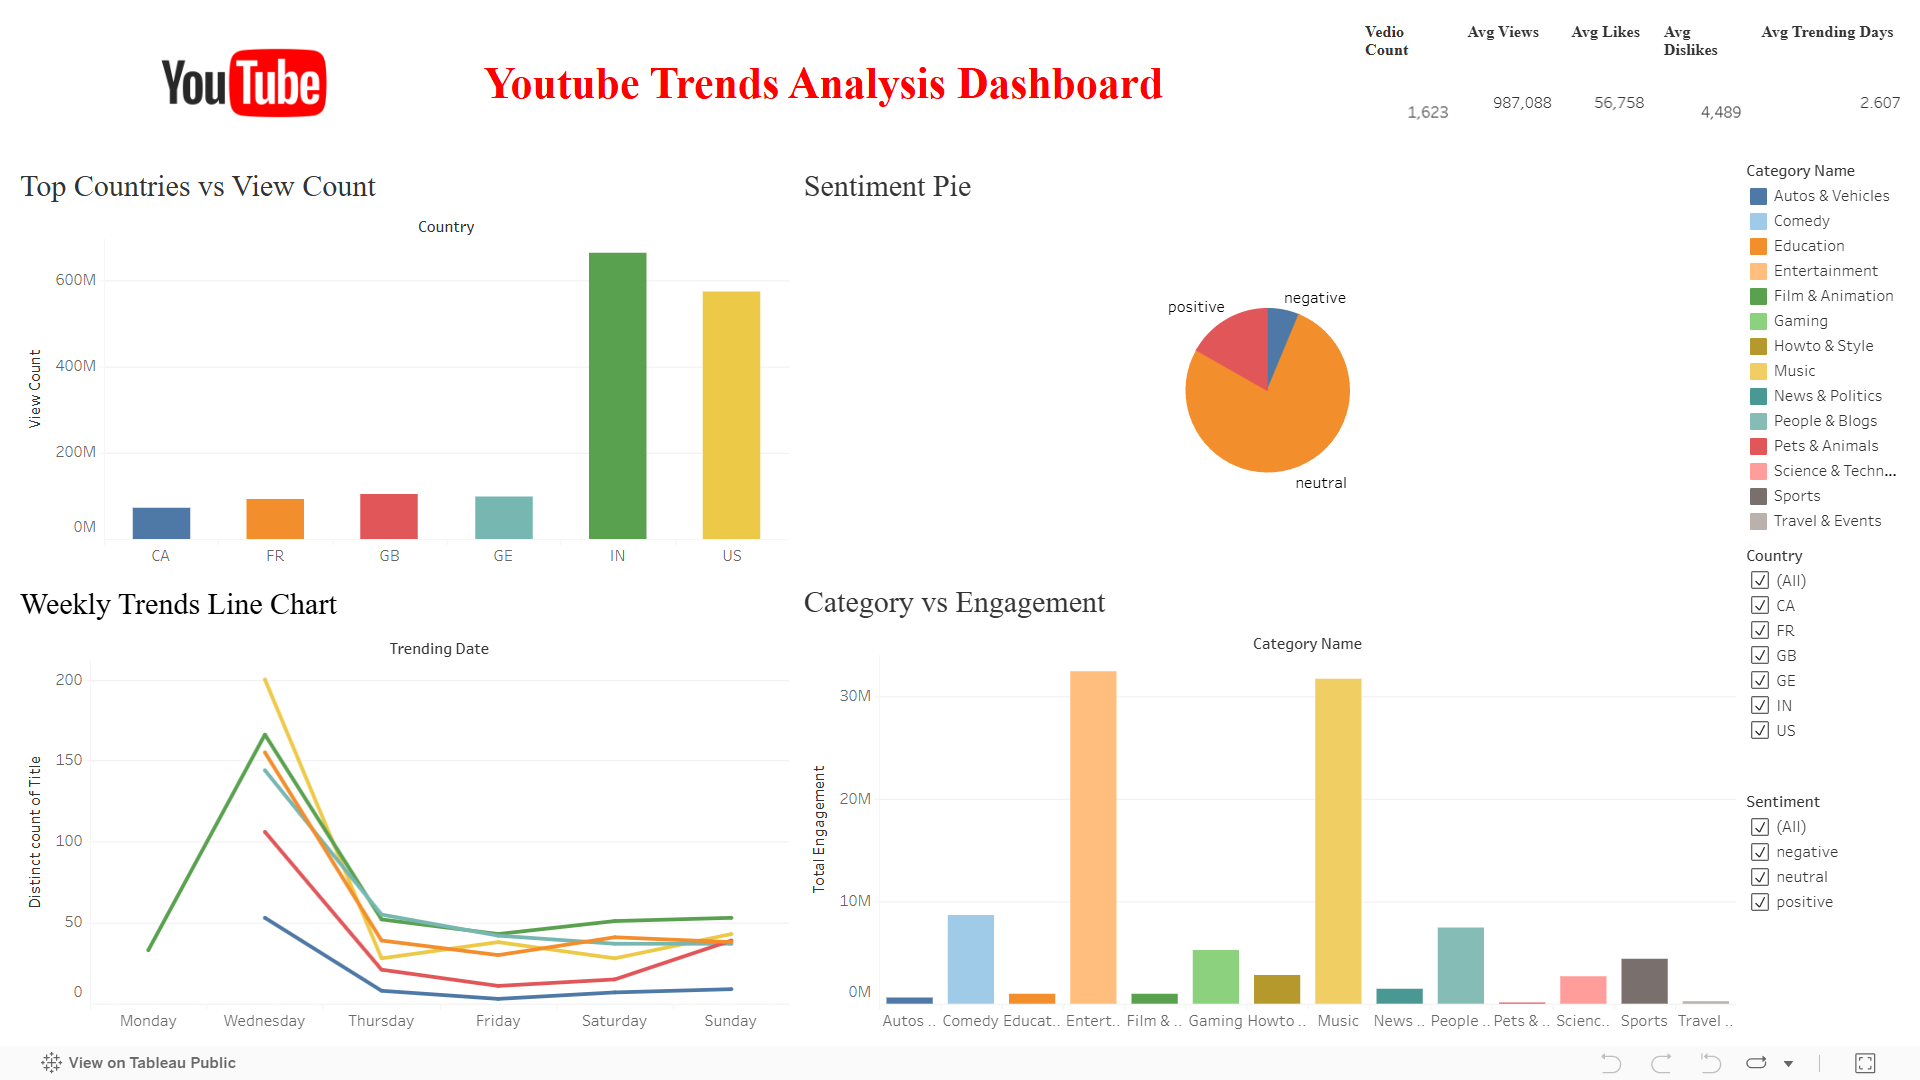 YouTube
Youtube Trends Analysis Dashboard
Vedio
Count
Avg Views
Avg Likes
Avg
Dislikes
Avg Trending Days
1,623
987,088
56,758
4,489
2.607
Top Countries vs View Count
Country
View Count
600M
400M
200M
0M
CA
FR
GB
GE
IN
US
Sentiment Pie
positive
negative
neutral
Weekly Trends Line Chart
Trending Date
Distinct count of Title
200
150
100
50
0
Monday
Wednesday
Thursday
Friday
Saturday
Sunday
Category vs Engagement
Category Name
Total Engagement
30M
20M
10M
0M
Autos ..
Comedy
Educat..
Entert..
Film & ..
Gaming
Howto ..
Music
News ..
People ..
Pets & ..
Scienc..
Sports
Travel ..
Category Name
Autos & Vehicles
Comedy
Education
Entertainment
Film & Animation
Gaming
Howto & Style
Music
News & Politics
People & Blogs
Pets & Animals
Science & Techn...
Sports
Travel & Events
Country
(All)
CA
FR
GB
GE
IN
US
Sentiment
(All)
negative
neutral
positive
View on Tableau Public